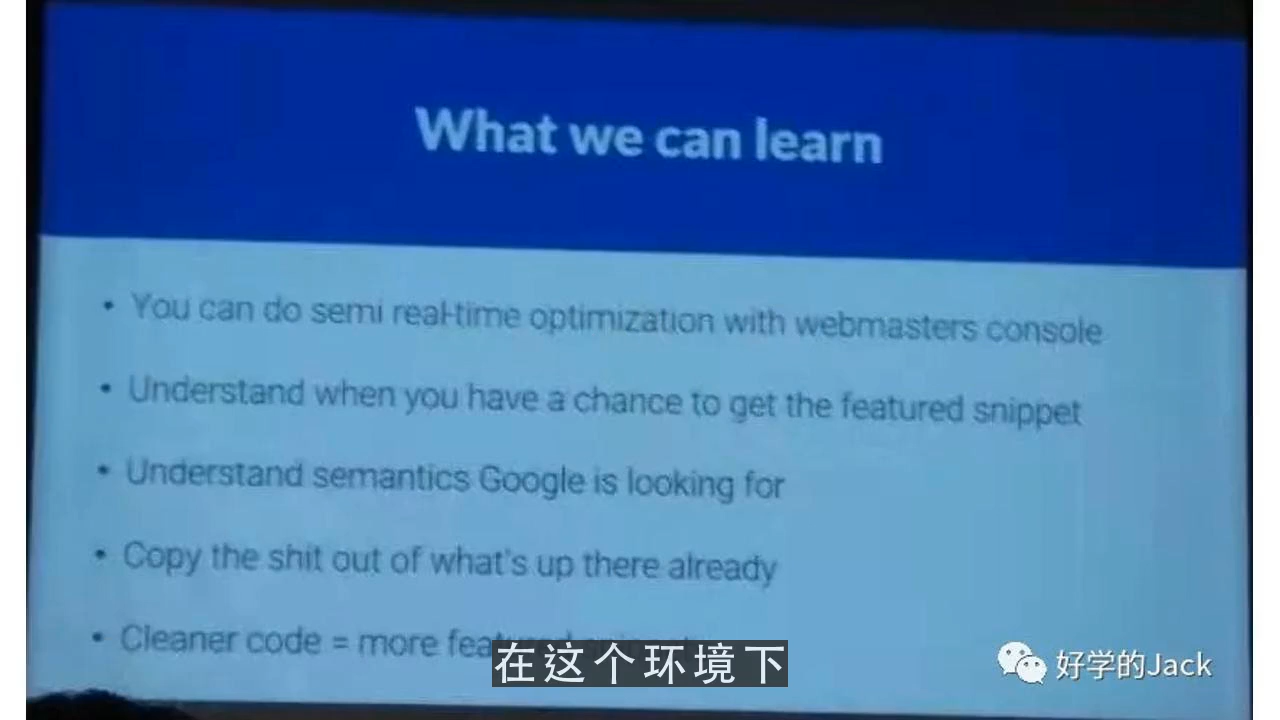 What we can learn
• You can do semi real-time optimization with webmasters console
• Understand when you have a chance to get the featured snippet
• Understand semantics Google is looking for
• Copy the shit out of what's up there already
• Cleaner code = more
在这个环境下
好学的Jack